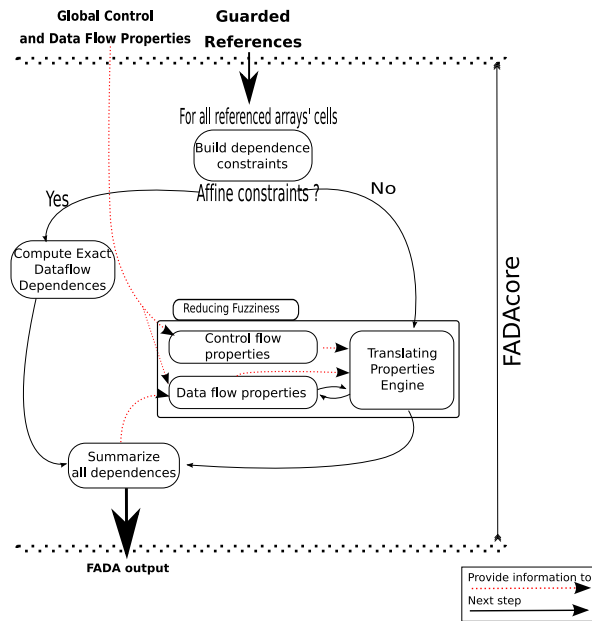 Global Control
and Data Flow Properties
Guarded
References
For all referenced arrays' cells
Build dependence
constraints
Affine constraints ?
Yes
No
Compute Exact
Dataflow
Dependences
Reducing Fuzziness
Control flow
properties
Data flow properties
Translating
Properties
Engine
FADAcore
Summarize
all dependences
FADA output
Provide information to
Next step